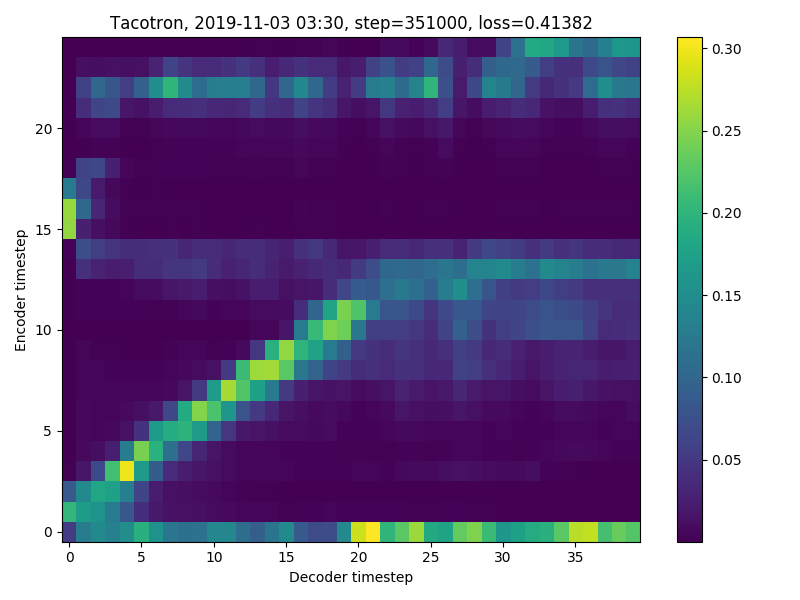 Tacotron, 2019-11-03 03:30, step=351000, loss=0.41382
Encoder timestep
20
15
10
5
0
0 5 10 15 20 25 30 35
Decoder timestep
0.30
0.25
0.20
0.15
0.10
0.05